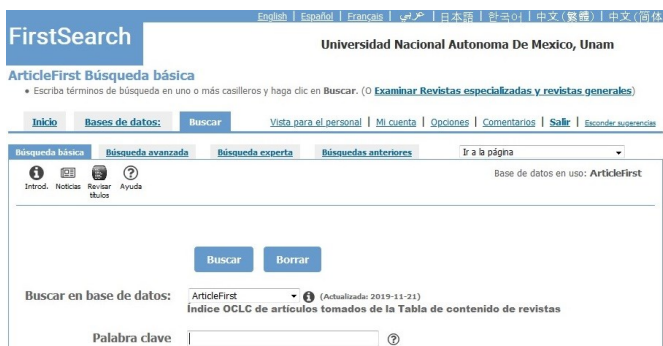 English | Español | Français | عربي | 日本語 | 한국어 | 中文(繁體) | 中文(简体
FirstSearch
Universidad Nacional Autonoma De Mexico, Unam
ArticleFirst Búsqueda básica
• Escriba términos de búsqueda en uno o más casilleros y haga clic en Buscar. (O Examinar Revistas especializadas y revistas generales)
Inicio Bases de datos: Buscar Vista para el personal | Mi cuenta | Opciones | Comentarios | Salir | Esconder sugerencias
Búsqueda básica Búsqueda avanzada Búsqueda experta Búsquedas anteriores Ir a la página
Introd. Noticias Revisar títulos Ayuda
Base de datos en uso: ArticleFirst
Buscar Borrar
Buscar en base de datos: ArticleFirst (Actualizada: 2019-11-21)
Índice OCLC de artículos tomados de la Tabla de contenido de revistas
Palabra clave